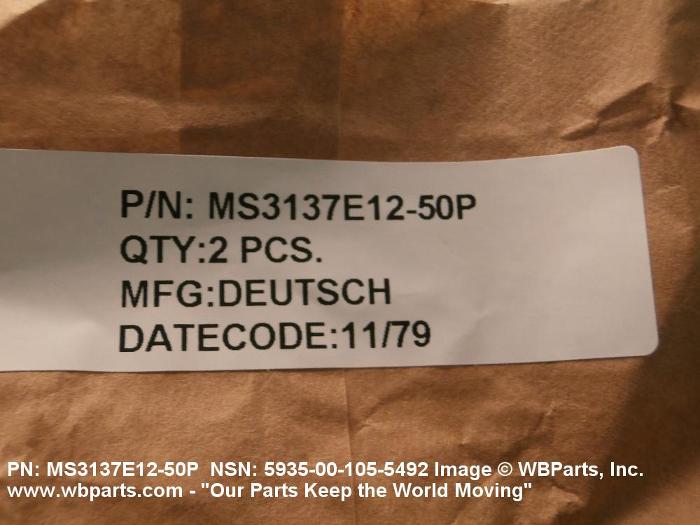 P/N: MS3137E12-50P
QTY:2 PCS.
MFG:DEUTSCH
DATECODE:11/79
PN: MS3137E12-50P NSN: 5935-00-105-5492 Image © WBParts, Inc.
www.wbparts.com - "Our Parts Keep the World Moving"